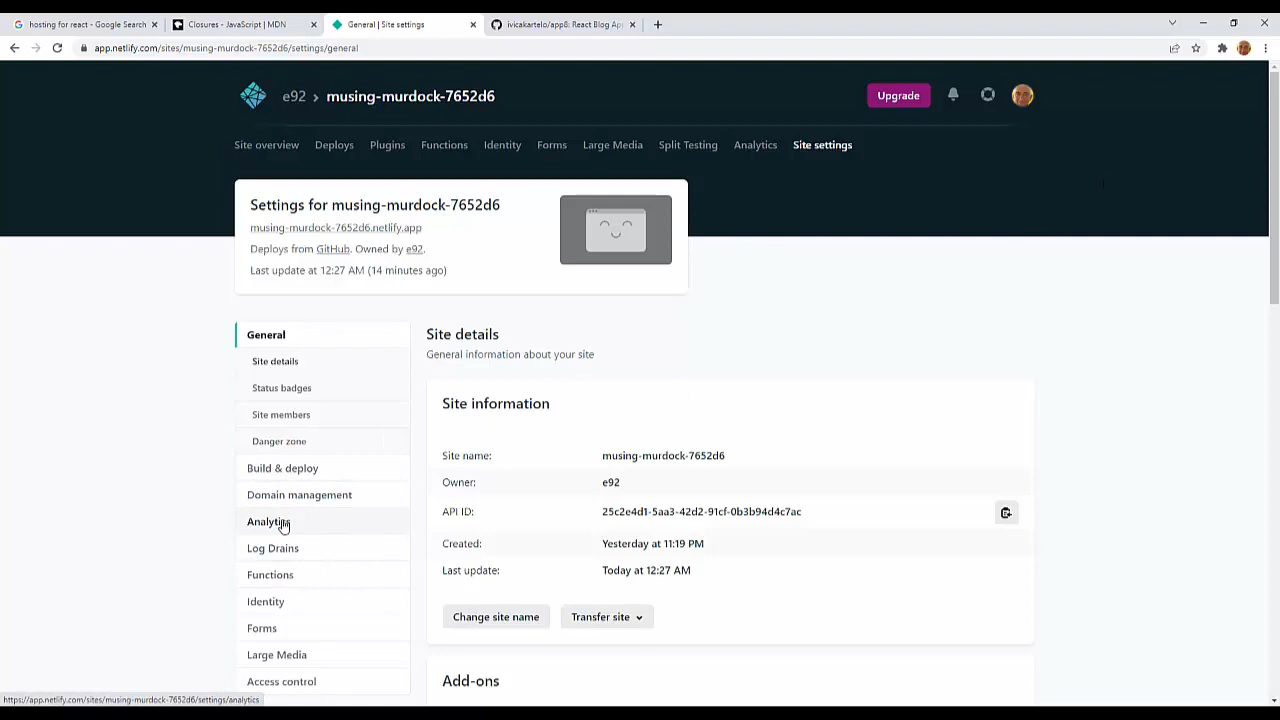 hosting for react - Google Search
Closures - JavaScript | MDN
General | Site settings
ivicakartelo/app8: React Blog Ap
app.netlify.com/sites/musing-murdock-7652d6/settings/general
e92 > musing-murdock-7652d6
Upgrade
Site overview Deploys Plugins Functions Identity Forms Large Media Split Testing Analytics Site settings
Settings for musing-murdock-7652d6
musing-murdock-7652d6.netlify.app
Deploys from GitHub. Owned by e92.
Last update at 12:27 AM (14 minutes ago)
General
Site details
Status badges
Site members
Danger zone
Build & deploy
Domain management
Analytics
Log Drains
Functions
Identity
Forms
Large Media
Access control
Site details
General information about your site
Site information
Site name: musing-murdock-7652d6
Owner: e92
API ID: 25c2e4d1-5aa3-42d2-91cf-0b3b94d4c7ac
Created: Yesterday at 11:19 PM
Last update: Today at 12:27 AM
Change site name
Transfer site
Add-ons
https://app.netlify.com/sites/musing-murdock-7652d6/settings/analytics